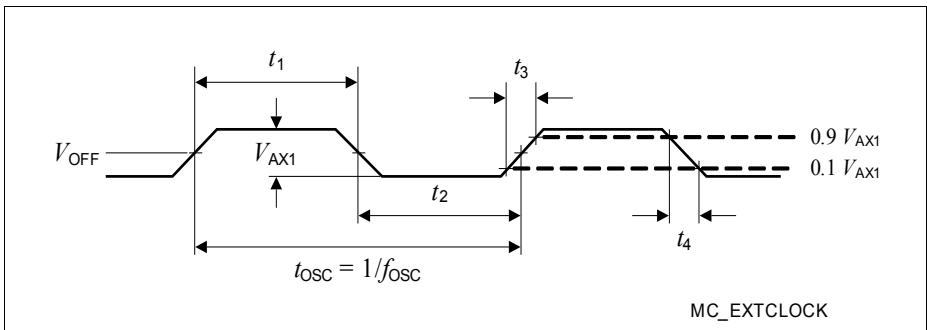 t1
t3
VOFF
VAX1
0.9 VAX1
0.1 VAX1
t2
t4
tOSC = 1/fOSC
MC_EXTCLOCK